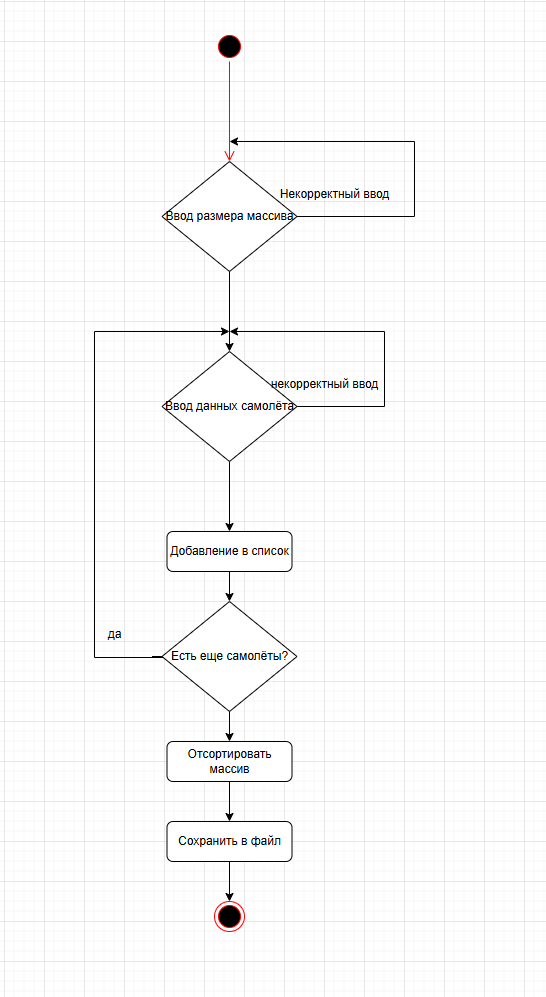 Некорректный ввод
Ввод размера массива
некорректный ввод
Ввод данных самолёта
Добавление в список
да
Есть еще самолёты?
Отсортировать
массив
Сохранить в файл